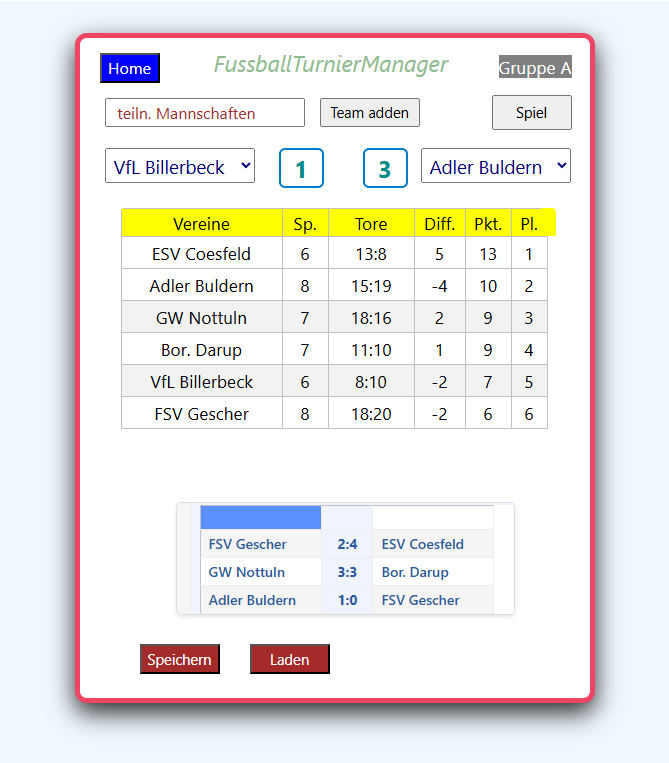 Home FussballTurnierManager Gruppe A
teiln. Mannschaften Team adden Spiel
VfL Billerbeck 1 3 Adler Buldern
Vereine Sp. Tore Diff. Pkt. Pl.
ESV Coesfeld 6 13:8 5 13 1
Adler Buldern 8 15:19 -4 10 2
GW Nottuln 7 18:16 2 9 3
Bor. Darup 7 11:10 1 9 4
VfL Billerbeck 6 8:10 -2 7 5
FSV Gescher 8 18:20 -2 6 6
FSV Gescher 2:4 ESV Coesfeld
GW Nottuln 3:3 Bor. Darup
Adler Buldern 1:0 FSV Gescher
Speichern Laden